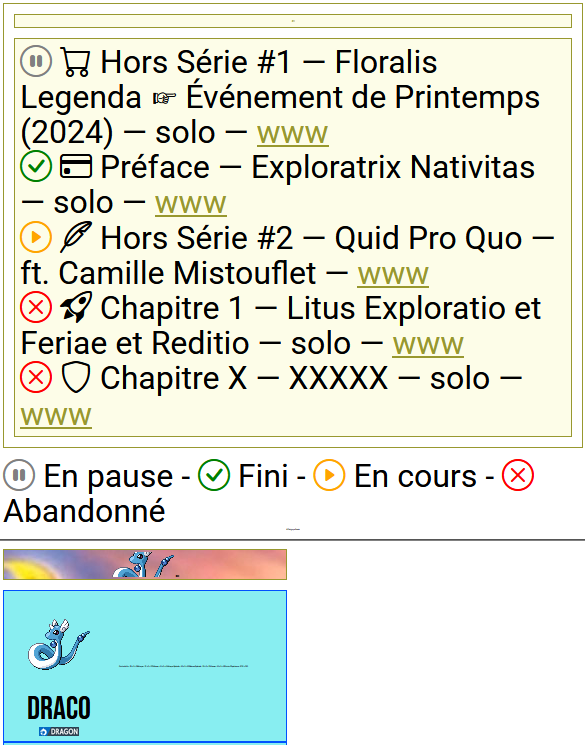 Hors Série #1 — Floralis
Legenda ☞ Événement de Printemps
(2024) — solo — www
Préface — Exploratrix Nativitas
— solo — www
Hors Série #2 — Quid Pro Quo —
ft. Camille Mistouflet — www
Chapitre 1 — Litus Exploratio et
Feriae et Reditio — solo — www
Chapitre X — XXXXX — solo —
www
En pause - Fini - En cours -
Abandonné
DRACO
DRAGON